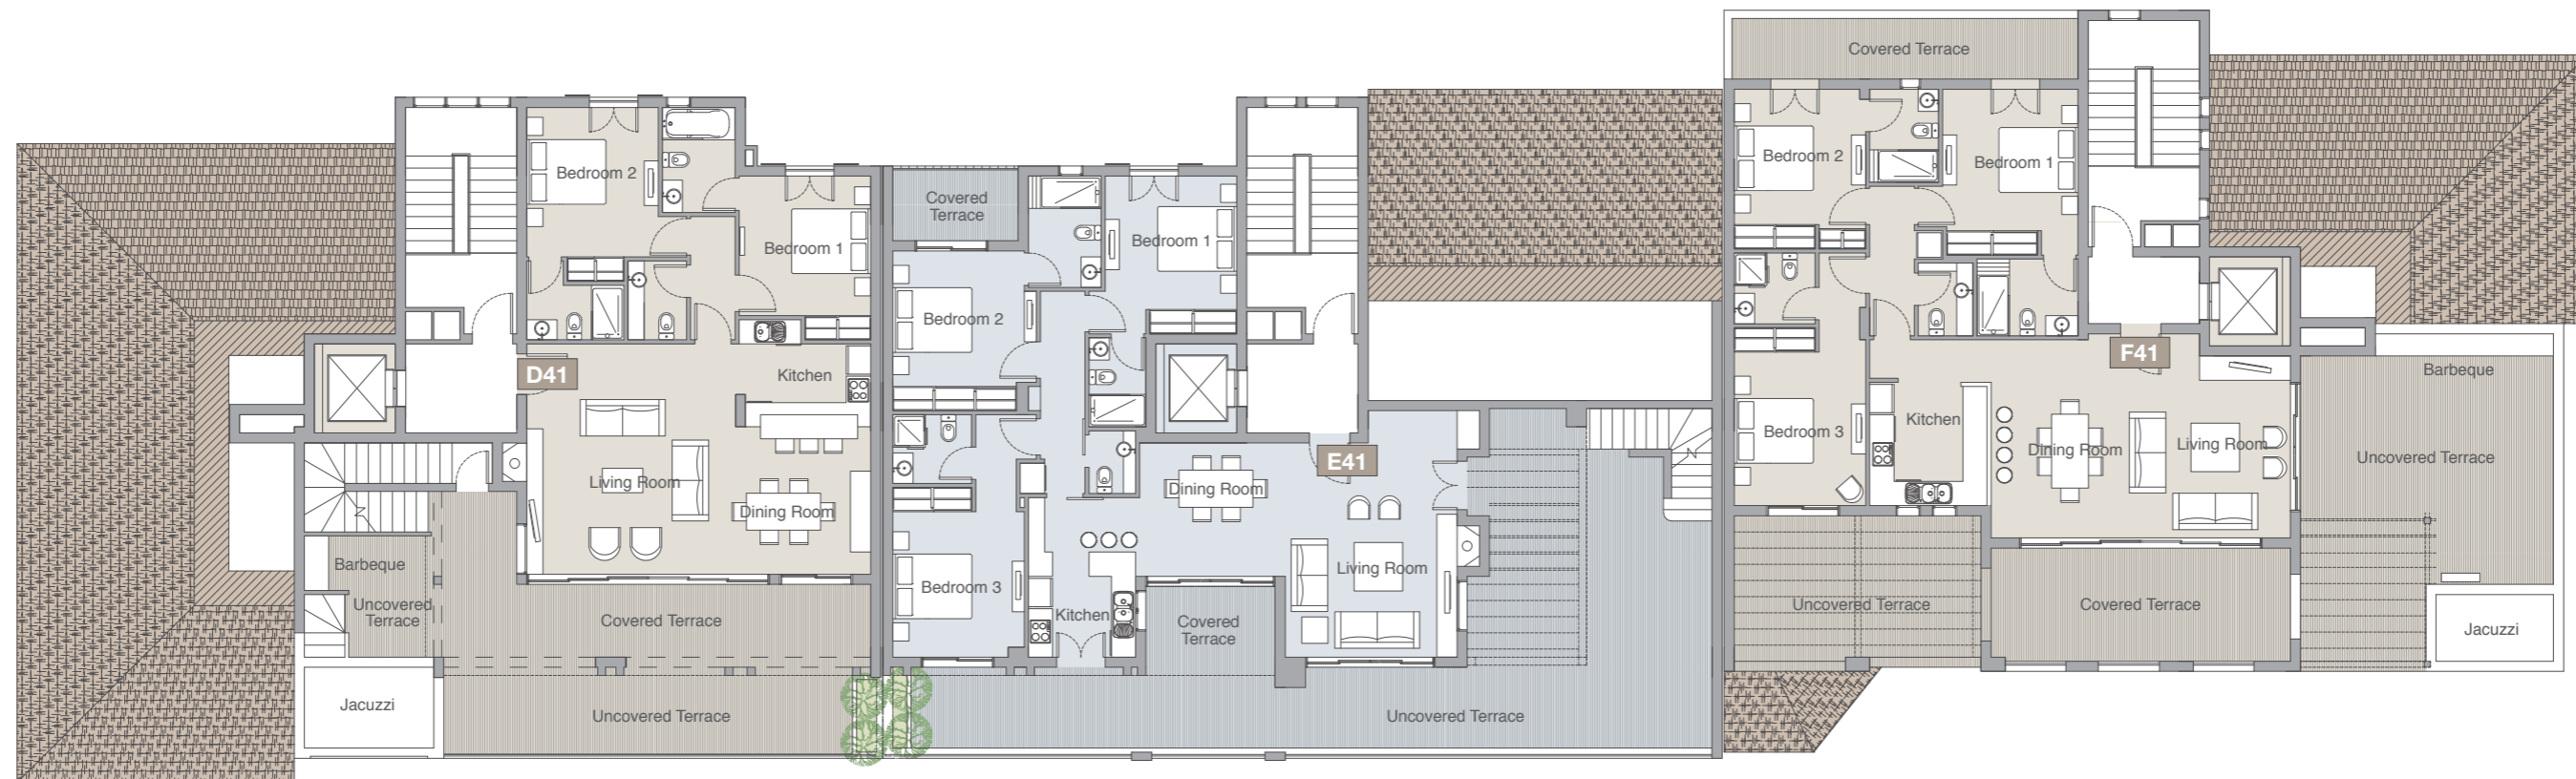 Bedroom 2
Bedroom 1
D41
Kitchen
Living Room
Dining Room
Barbeque
Uncovered
Terrace
Covered Terrace
Jacuzzi
Uncovered Terrace
Covered
Terrace
Bedroom 1
Bedroom 2
E41
Dining Room
Bedroom 3
Living Room
Kitchen
Covered
Terrace
Uncovered Terrace
Covered Terrace
Bedroom 2
Bedroom 1
F41
Barbeque
Kitchen
Bedroom 3
Dining Room
Living Room
Uncovered Terrace
Uncovered Terrace
Covered Terrace
Jacuzzi